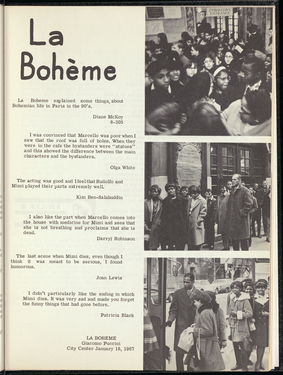 La
Bohème
La Boheme explained some things, about
Bohemian life in Paris in the 90's.
Diane McKoy
8-309
I was convinced that Marcello was poor when I
saw that the roof was full of holes. When they
were in the cafe the bystanders were "statues"
and this showed the difference between the main
characters and the bystanders.
Olga White
The acting was good and I feel that Rudolfo and
Mimi played their parts extremely well.
Kim Ben-Salahuddin
I also like the part when Marcello comes into
the house with medicine for Mimi and sees that
she is not breathing and proclaims that she is
dead.
Darryl Robinson
The last scene when Mimi dies, even though I
think it was meant to be serious, I found
humorous.
Joan Lewis
I didn't particularly like the ending in which
Mimi dies. It was very sad and made you forget
the funny things that had gone before.
Patricia Black
LA BOHEME
Giacomo Puccini
City Center January 18, 1967